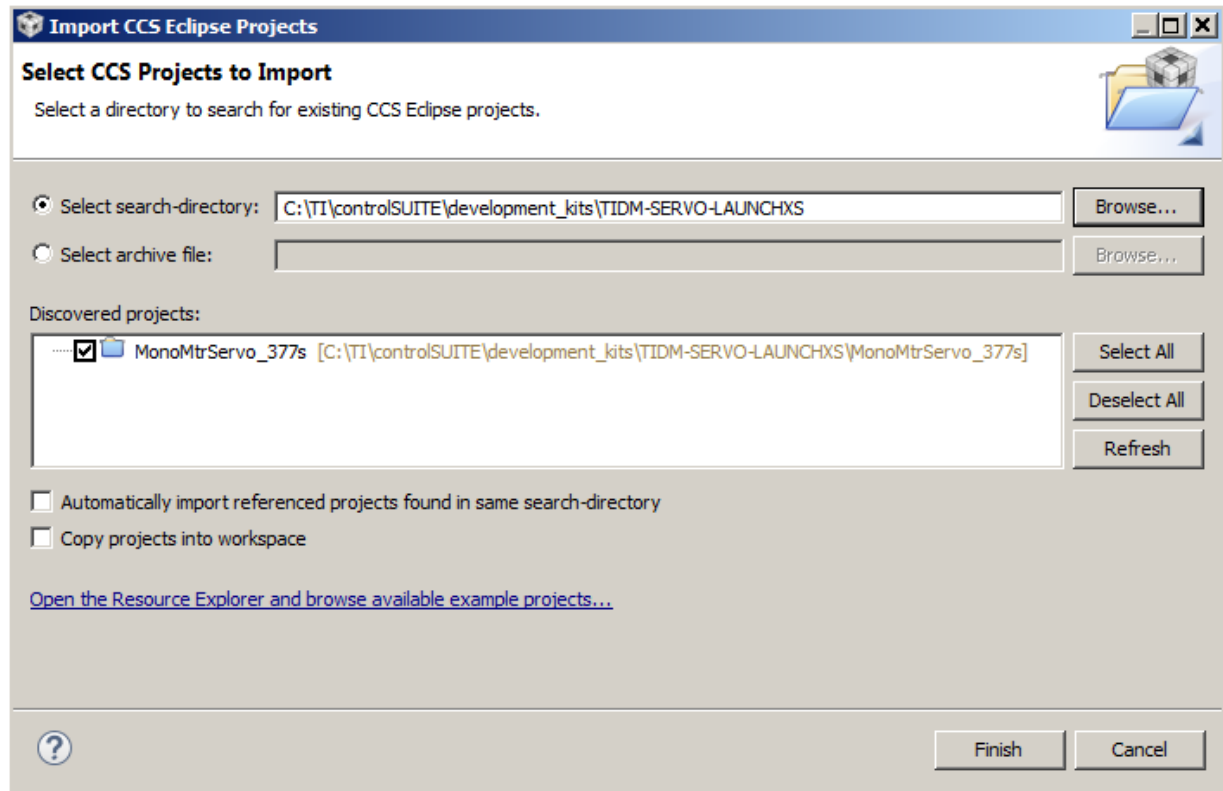 Import CCS Eclipse Projects
Select CCS Projects to Import
Select a directory to search for existing CCS Eclipse projects.
Select search-directory: C:\TI\controlSUITE\development_kits\TIDM-SERVO-LAUNCHXS Browse...
Select archive file: Browse...
Discovered projects:
MonoMtrServo_377s [C:\TI\controlSUITE\development_kits\TIDM-SERVO-LAUNCHXS\MonoMtrServo_377s] Select All
Deselect All
Refresh
Automatically import referenced projects found in same search-directory
Copy projects into workspace
Open the Resource Explorer and browse available example projects...
? Finish Cancel